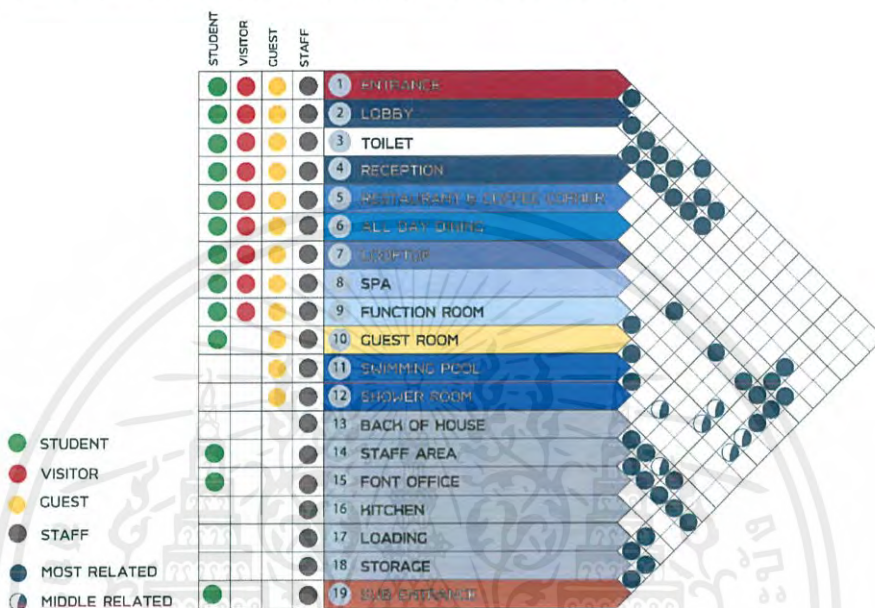 STUDENT
VISITOR
GUEST
STAFF
1 ENTRANCE
2 LOBBY
3 TOILET
4 RECEPTION
5 RESTAURANT & COFFEE CORNER
6 ALL DAY DINING
7 ROOFTOP
8 SPA
9 FUNCTION ROOM
10 GUEST ROOM
11 SWIMMING POOL
12 SHOWER ROOM
13 BACK OF HOUSE
14 STAFF AREA
15 FONT OFFICE
16 KITCHEN
17 LOADING
18 STORAGE
19 SUB ENTRANCE
STUDENT
VISITOR
GUEST
STAFF
MOST RELATED
MIDDLE RELATED